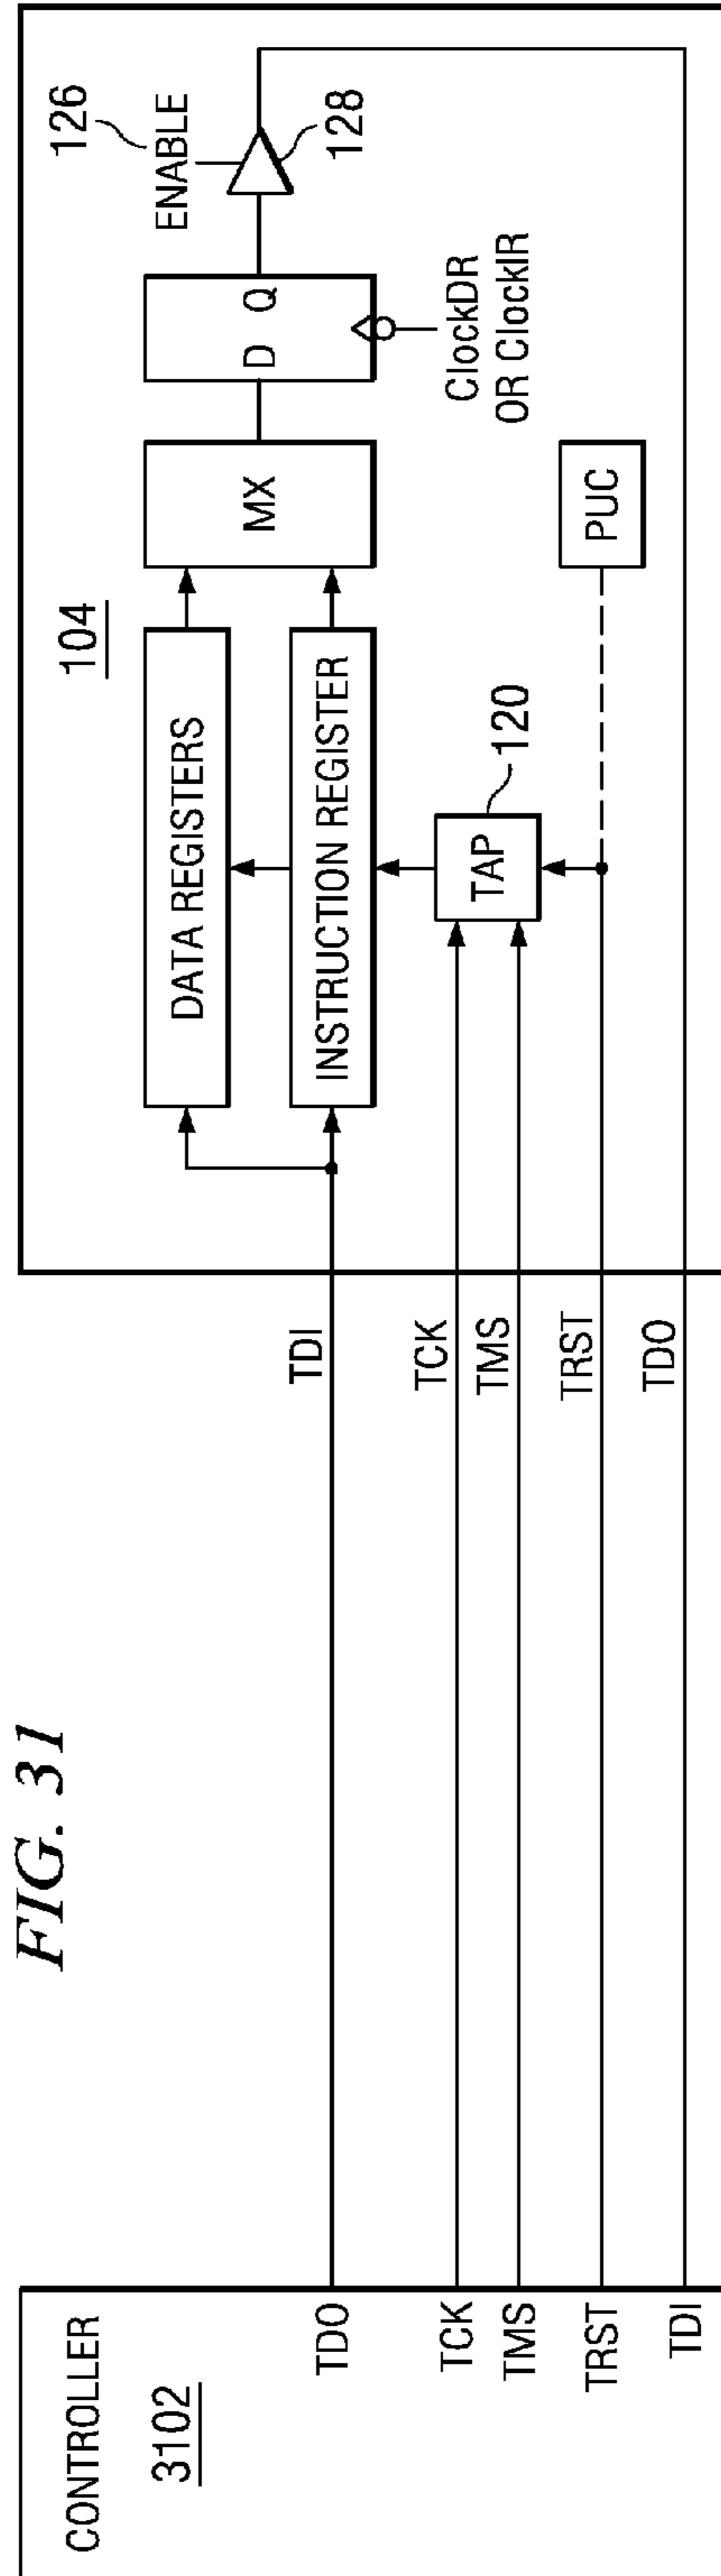 FIG. 31
CONTROLLER
3102
TDO
TCK
TMS
TRST
TDI
TDI
TCK
TMS
TRST
TDO
104
DATA REGISTERS
INSTRUCTION REGISTER
TAP
120
MX
PUC
D Q
ClockDR
OR ClockIR
126
ENABLE
128